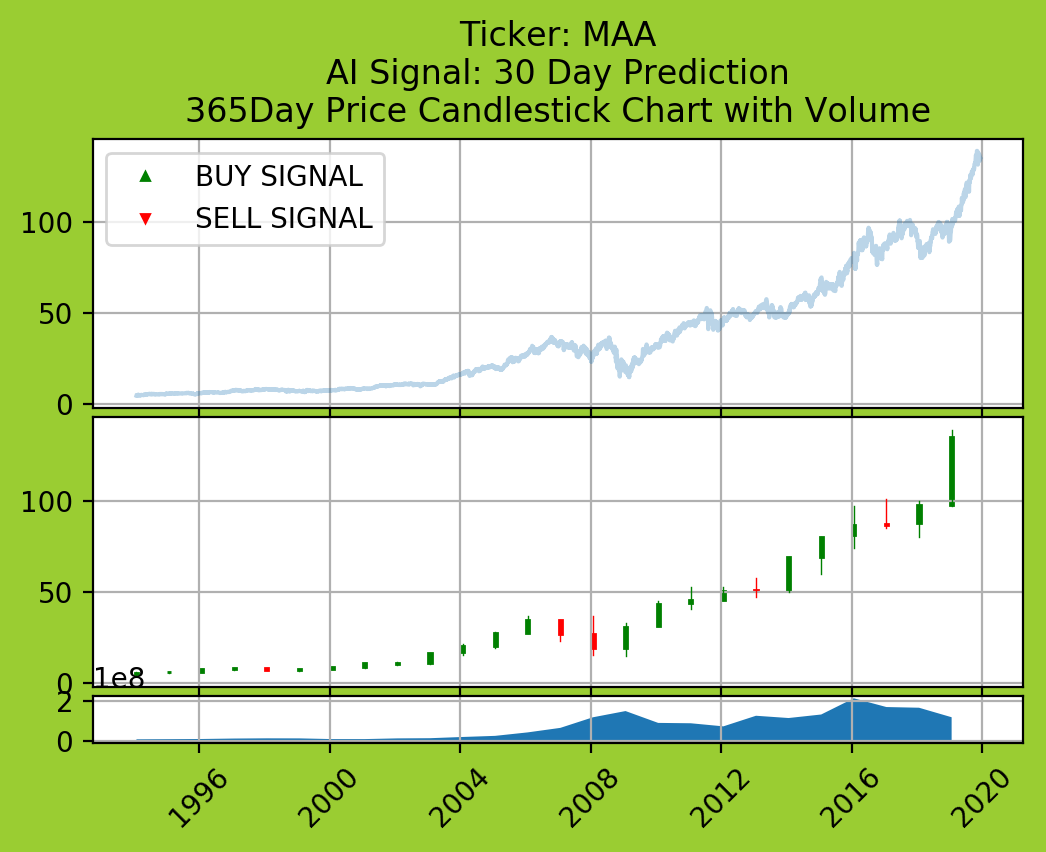 Ticker: MAA
AI Signal: 30 Day Prediction
365Day Price Candlestick Chart with Volume
BUY SIGNAL
SELL SIGNAL
100
50
0
100
50
0
1e8
2
0
1996
2000
2004
2008
2012
2016
2020